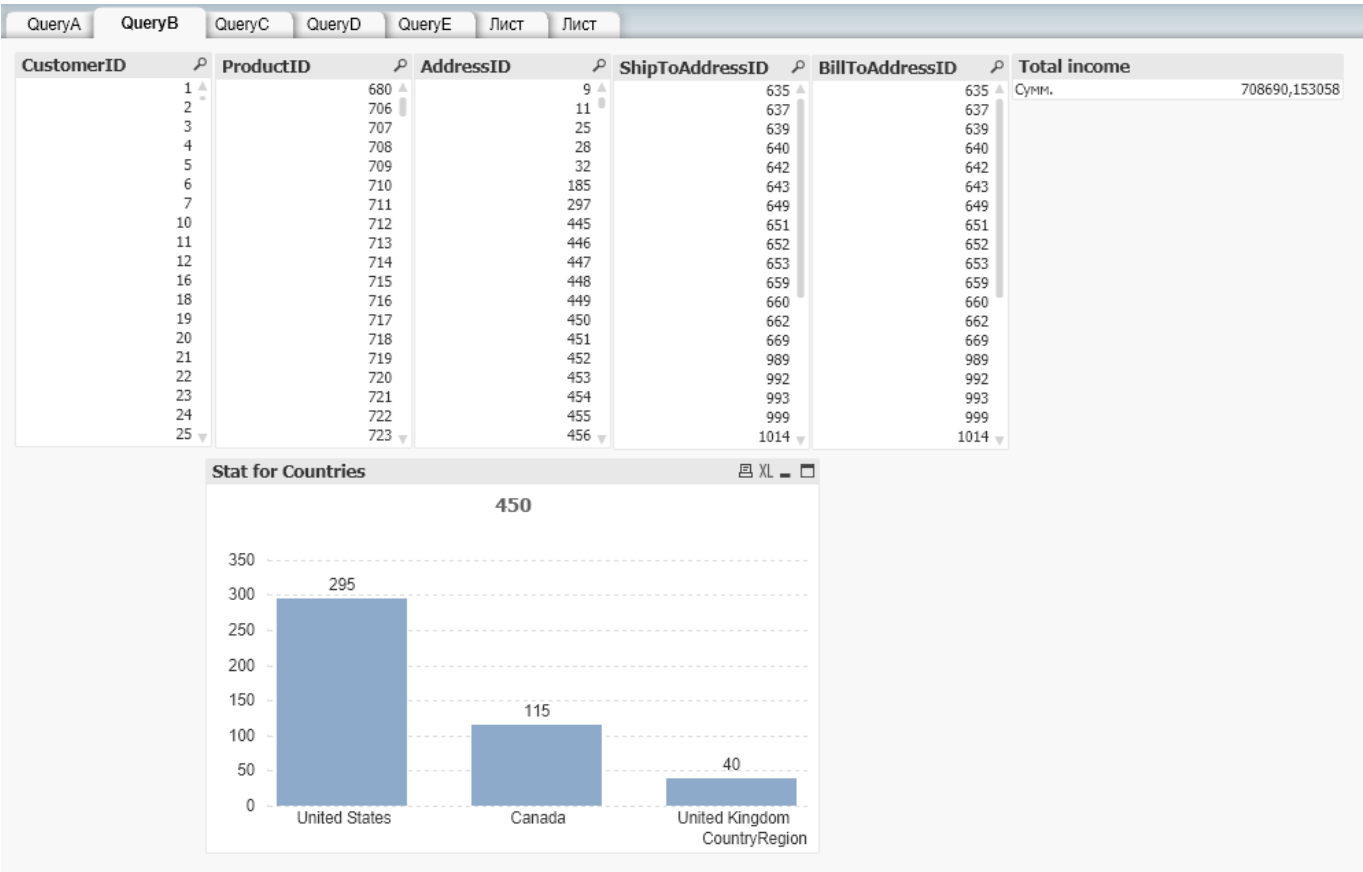 QueryA QueryB QueryC QueryD QueryE Лист Лист
CustomerID ProductID AddressID ShipToAddressID BillToAddressID Total income
1 680 9 635 635 Сумм. 708690,153058
2 706 11 637 637
3 707 25 639 639
4 708 28 640 640
5 709 32 642 642
6 710 185 643 643
7 711 297 649 649
10 712 445 651 651
11 713 446 652 652
12 714 447 653 653
16 715 448 659 659
18 716 449 660 660
19 717 450 662 662
20 718 451 669 669
21 719 452 989 989
22 720 453 992 992
23 721 454 993 993
24 722 455 999 999
25 723 456 1014 1014
Stat for Countries XL
450
350
300
295
250
200
150
115
100
50
40
0
United States Canada United Kingdom
CountryRegion